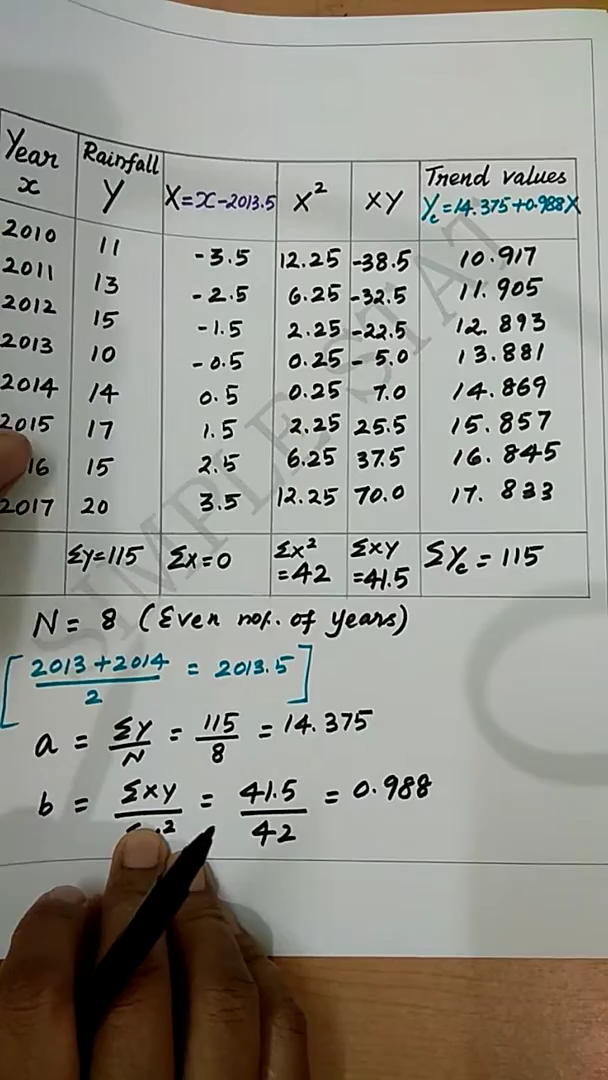 Year x | Rainfall Y | X=x-2013.5 | X² | XY | Trend values Yc=14.375+0.988X
2010 | 11 | -3.5 | 12.25 | -38.5 | 10.917
2011 | 13 | -2.5 | 6.25 | -32.5 | 11.905
2012 | 15 | -1.5 | 2.25 | -22.5 | 12.893
2013 | 10 | -0.5 | 0.25 | -5.0 | 13.881
2014 | 14 | 0.5 | 0.25 | 7.0 | 14.869
2015 | 17 | 1.5 | 2.25 | 25.5 | 15.857
16 | 15 | 2.5 | 6.25 | 37.5 | 16.845
2017 | 20 | 3.5 | 12.25 | 70.0 | 17.833
ΣY=115 | ΣX=0 | ΣX²=42 | ΣXY=41.5 | ΣYc=115
N = 8 (Even no. of years)
[2013+2014/2 = 2013.5]
a = ΣY/N = 115/8 = 14.375
b = ΣXY/ ² = 41.5/42 = 0.988
SIMPLE STAT